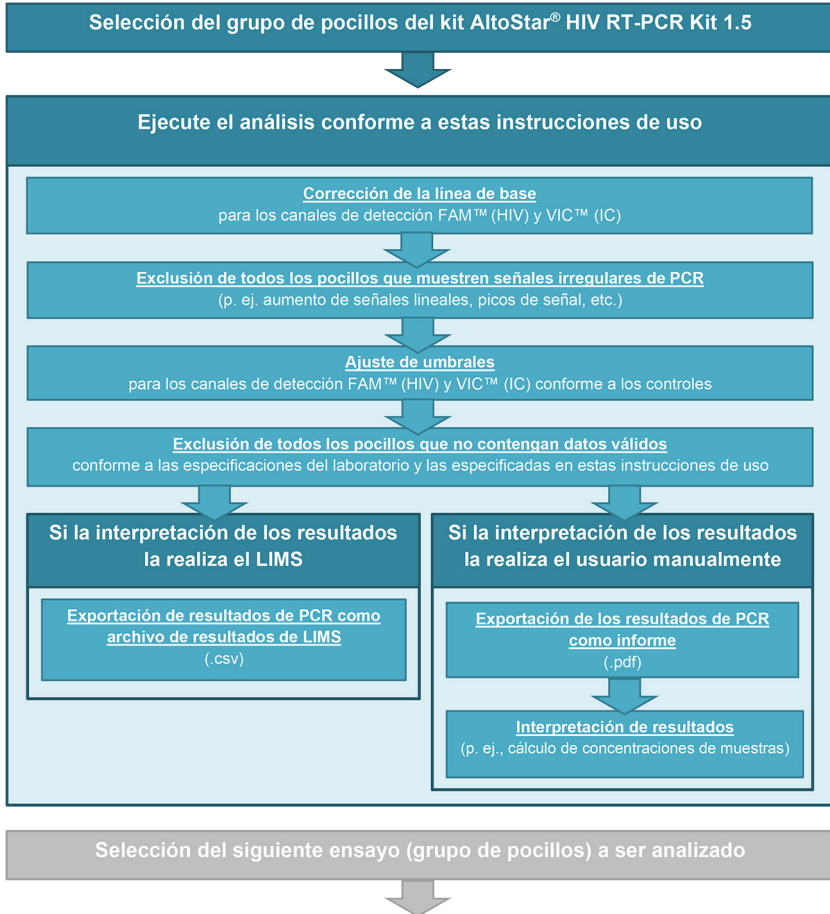 Selección del grupo de pocillos del kit AltoStar® HIV RT-PCR Kit 1.5
Ejecute el análisis conforme a estas instrucciones de uso
Corrección de la línea de base
para los canales de detección FAM™ (HIV) y VIC™ (IC)
Exclusión de todos los pocillos que muestren señales irregulares de PCR
(p. ej. aumento de señales lineales, picos de señal, etc.)
Ajuste de umbrales
para los canales de detección FAM™ (HIV) y VIC™ (IC) conforme a los controles
Exclusión de todos los pocillos que no contengan datos válidos
conforme a las especificaciones del laboratorio y las especificadas en estas instrucciones de uso
Si la interpretación de los resultados
la realiza el LIMS
Exportación de resultados de PCR como
archivo de resultados de LIMS
(.csv)
Si la interpretación de los resultados
la realiza el usuario manualmente
Exportación de los resultados de PCR
como informe
(.pdf)
Interpretación de resultados
(p. ej., cálculo de concentraciones de muestras)
Selección del siguiente ensayo (grupo de pocillos) a ser analizado